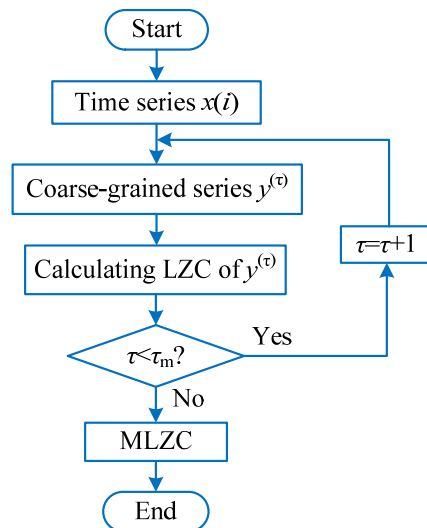 Start
Time series x(i)
Coarse-grained series y^(τ)
Calculating LZC of y^(τ)
τ=τ+1
τ<τₘ?
Yes
No
MLZC
End